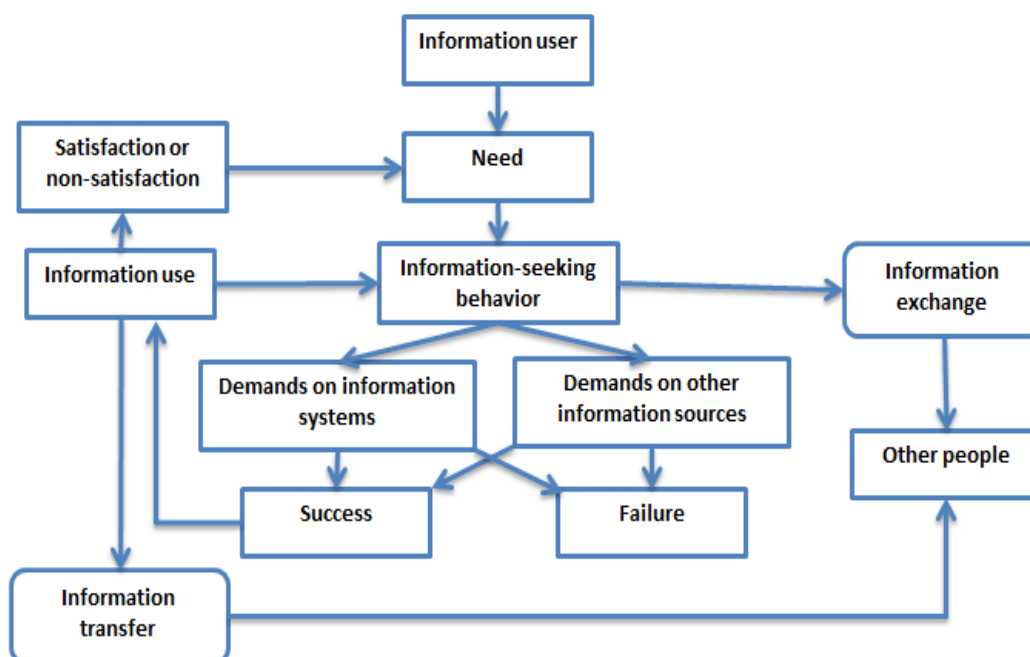 Information user
Satisfaction or
non-satisfaction
Need
Information use
Information-seeking
behavior
Information
exchange
Demands on information
systems
Demands on other
information sources
Other people
Success
Failure
Information
transfer